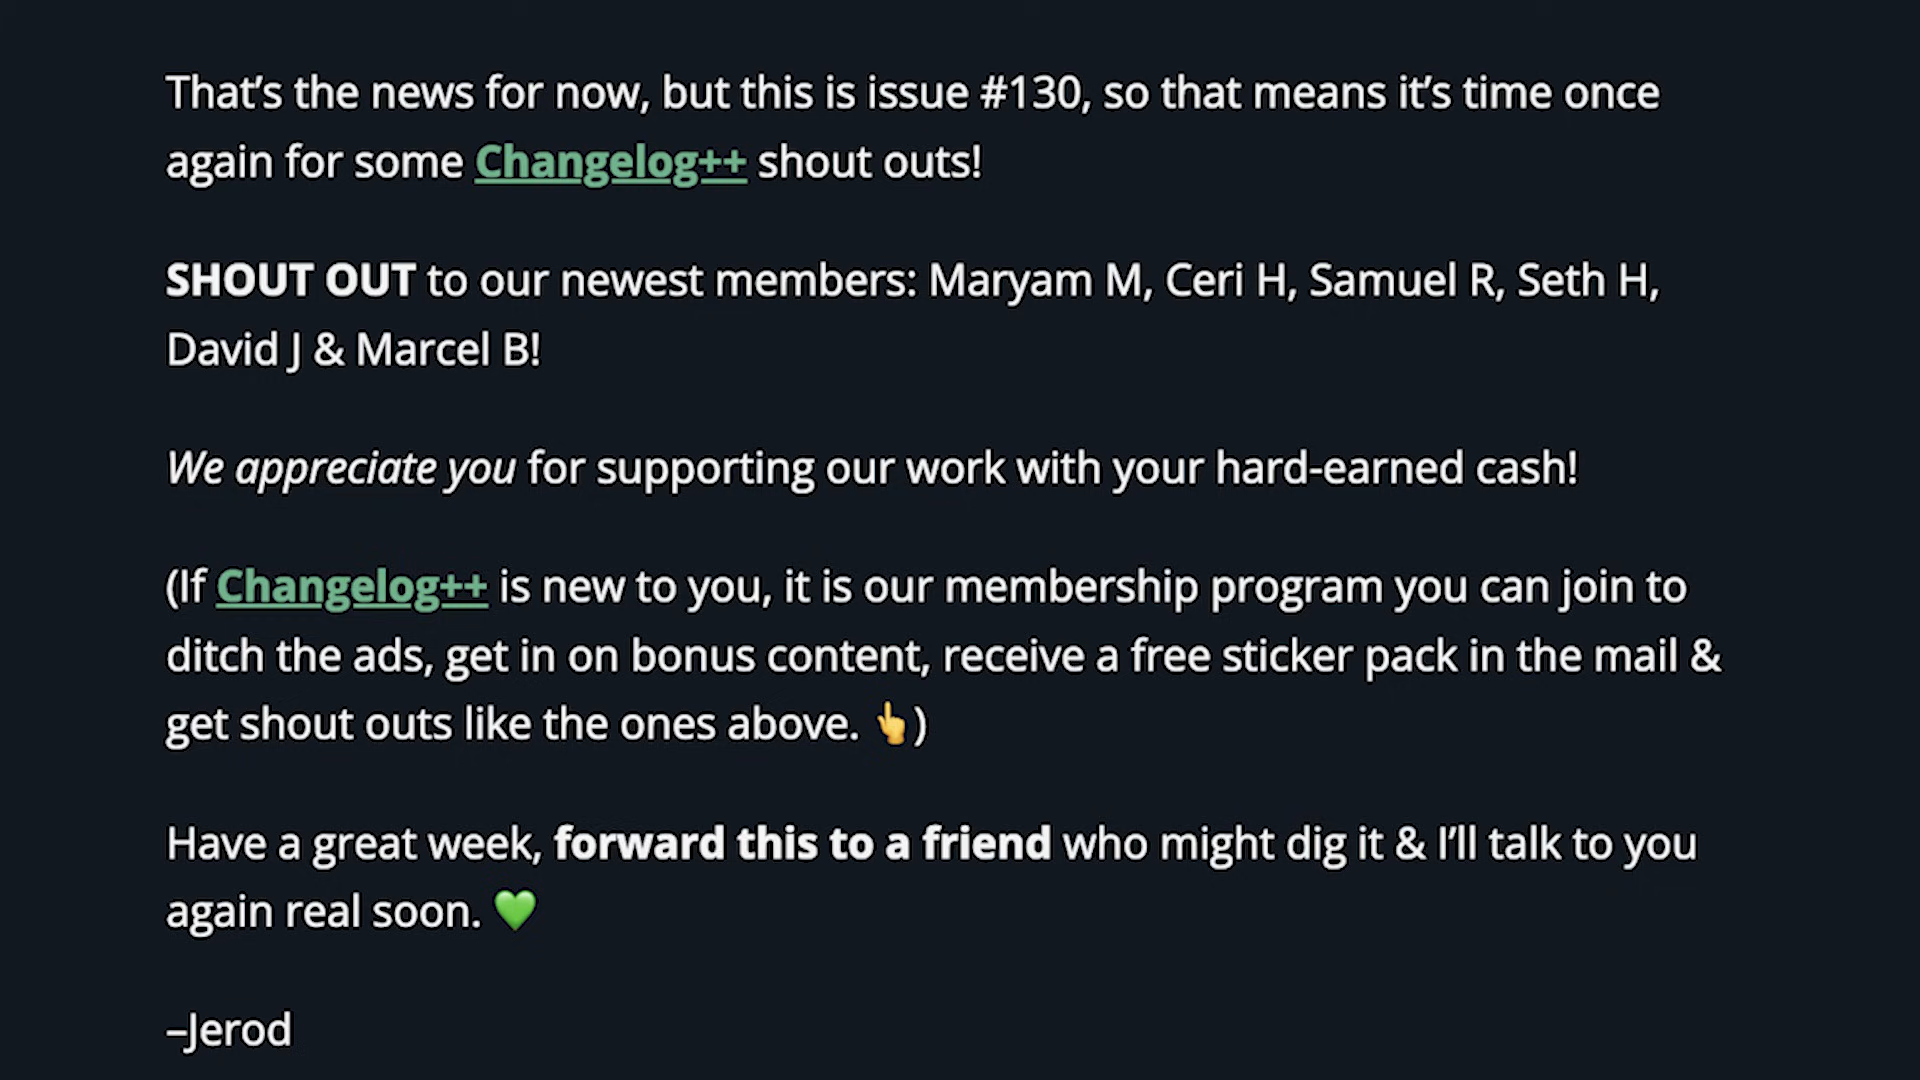 That’s the news for now, but this is issue #130, so that means it’s time once
again for some Changelog++ shout outs!
SHOUT OUT to our newest members: Maryam M, Ceri H, Samuel R, Seth H,
David J & Marcel B!
We appreciate you for supporting our work with your hard-earned cash!
(If Changelog++ is new to you, it is our membership program you can join to
ditch the ads, get in on bonus content, receive a free sticker pack in the mail &
get shout outs like the ones above. 👆)
Have a great week, forward this to a friend who might dig it & I’ll talk to you
again real soon. 💚
–Jerod